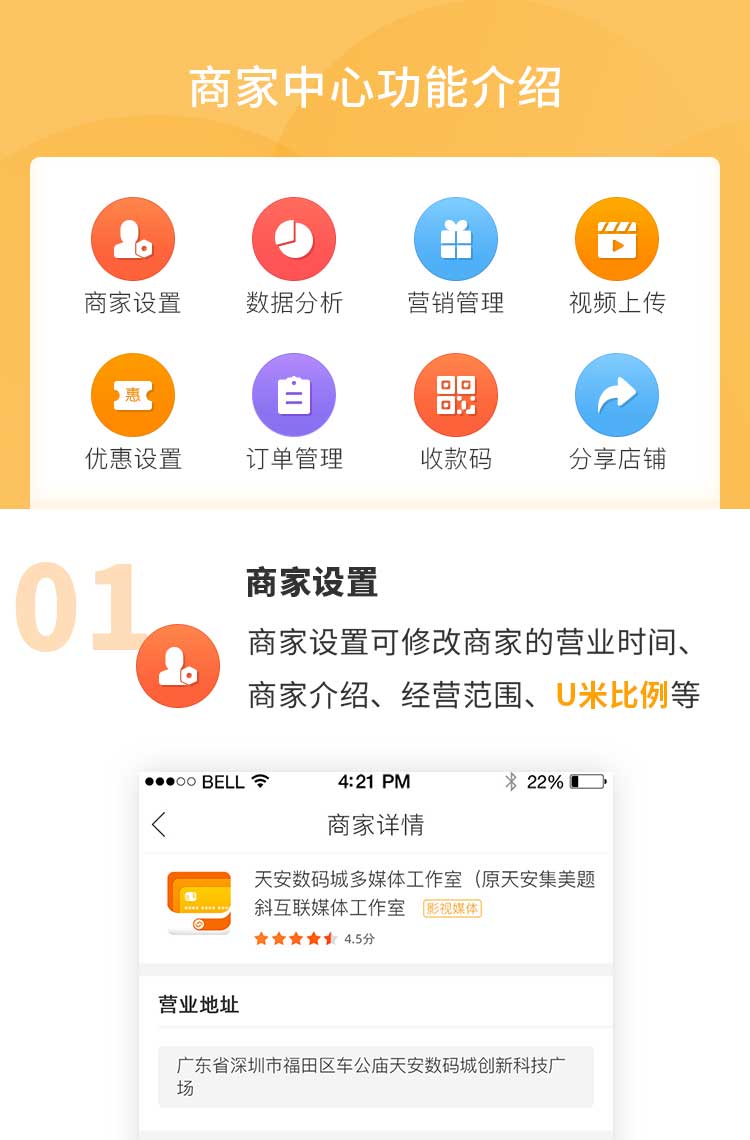 商家中心功能介绍
商家设置 数据分析 营销管理 视频上传
惠
优惠设置 订单管理 收款码 分享店铺
01
商家设置
商家设置可修改商家的营业时间、
商家介绍、经营范围、U米比例等
BELL 4:21 PM 22%
商家详情
天安数码城多媒体工作室（原天安集美题
斜互联媒体工作室 影视媒体
4.5分
营业地址
广东省深圳市福田区车公庙天安数码城创新科技广
场